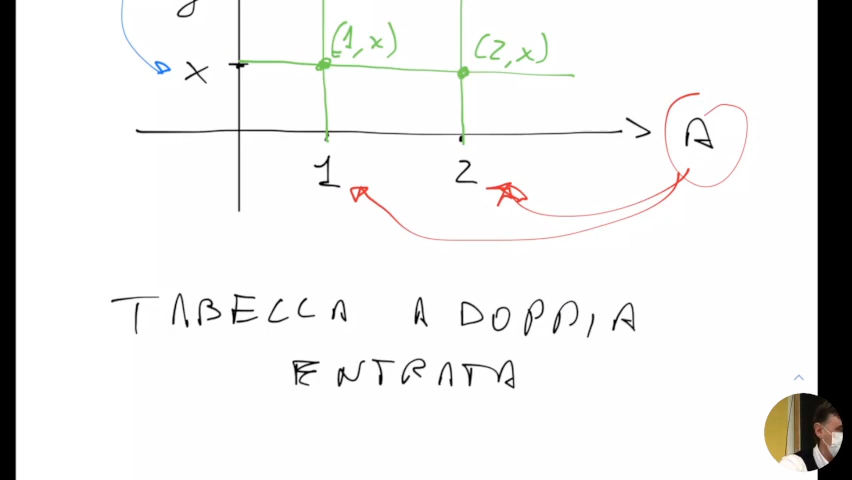 (1,x) (2,x)
x
A
1 2
TABELLA A DOPPIA
ENTRATA